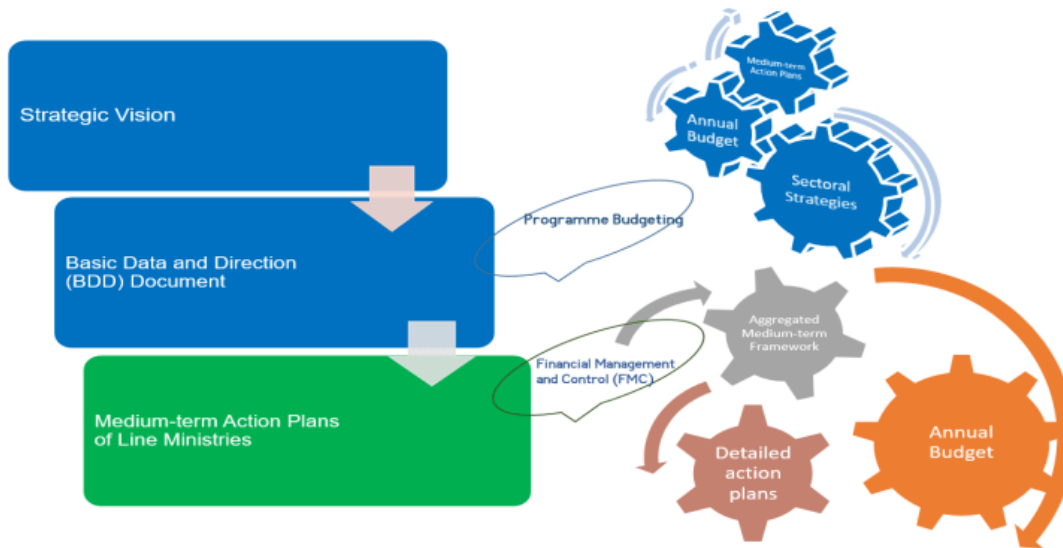 Strategic Vision
Basic Data and Direction
(BDD) Document
Medium-term Action Plans
of Line Ministries
Programme Budgeting
Financial Management
and Control (FMC)
Medium-term
Action Plans
Annual
Budget
Sectoral
Strategies
Aggregated
Medium-term
Framework
Detailed
action
plans
Annual
Budget